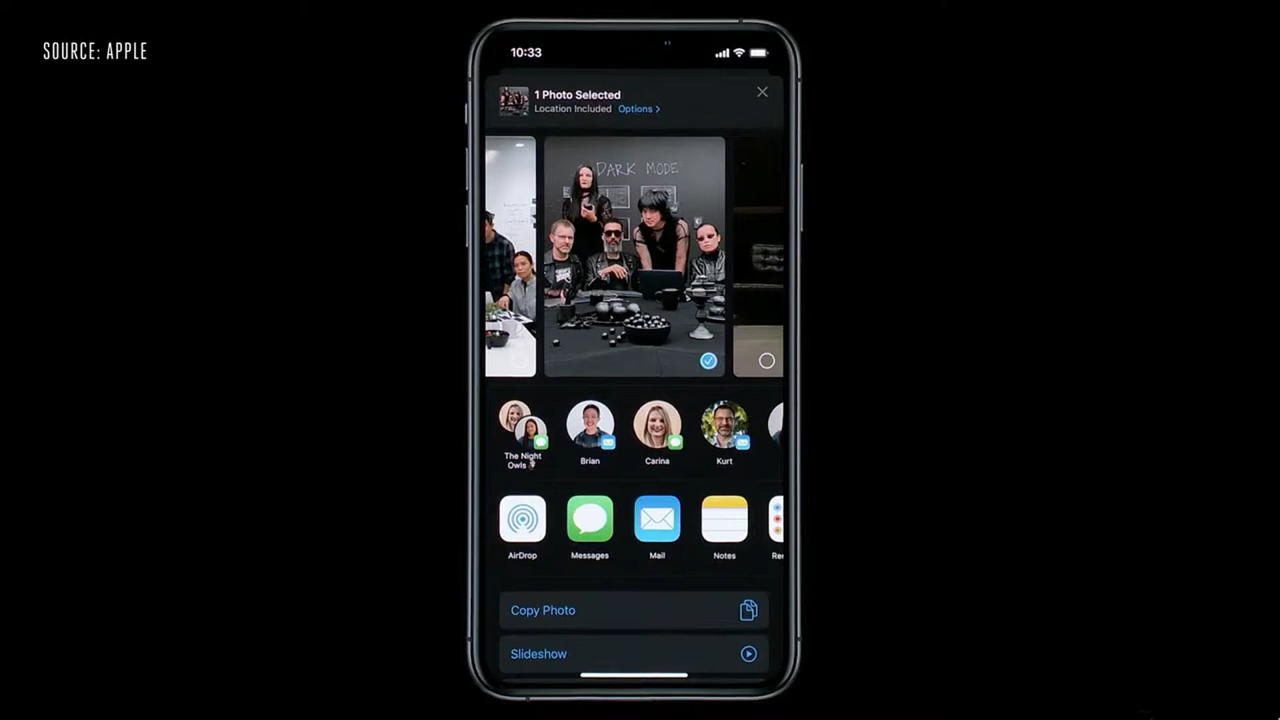 SOURCE: APPLE
10:33
1 Photo Selected
Location Included Options >
DARK MODE
The Night
Owls
Brian
Carina
Kurt
AirDrop
Messages
Mail
Notes
Copy Photo
Slideshow